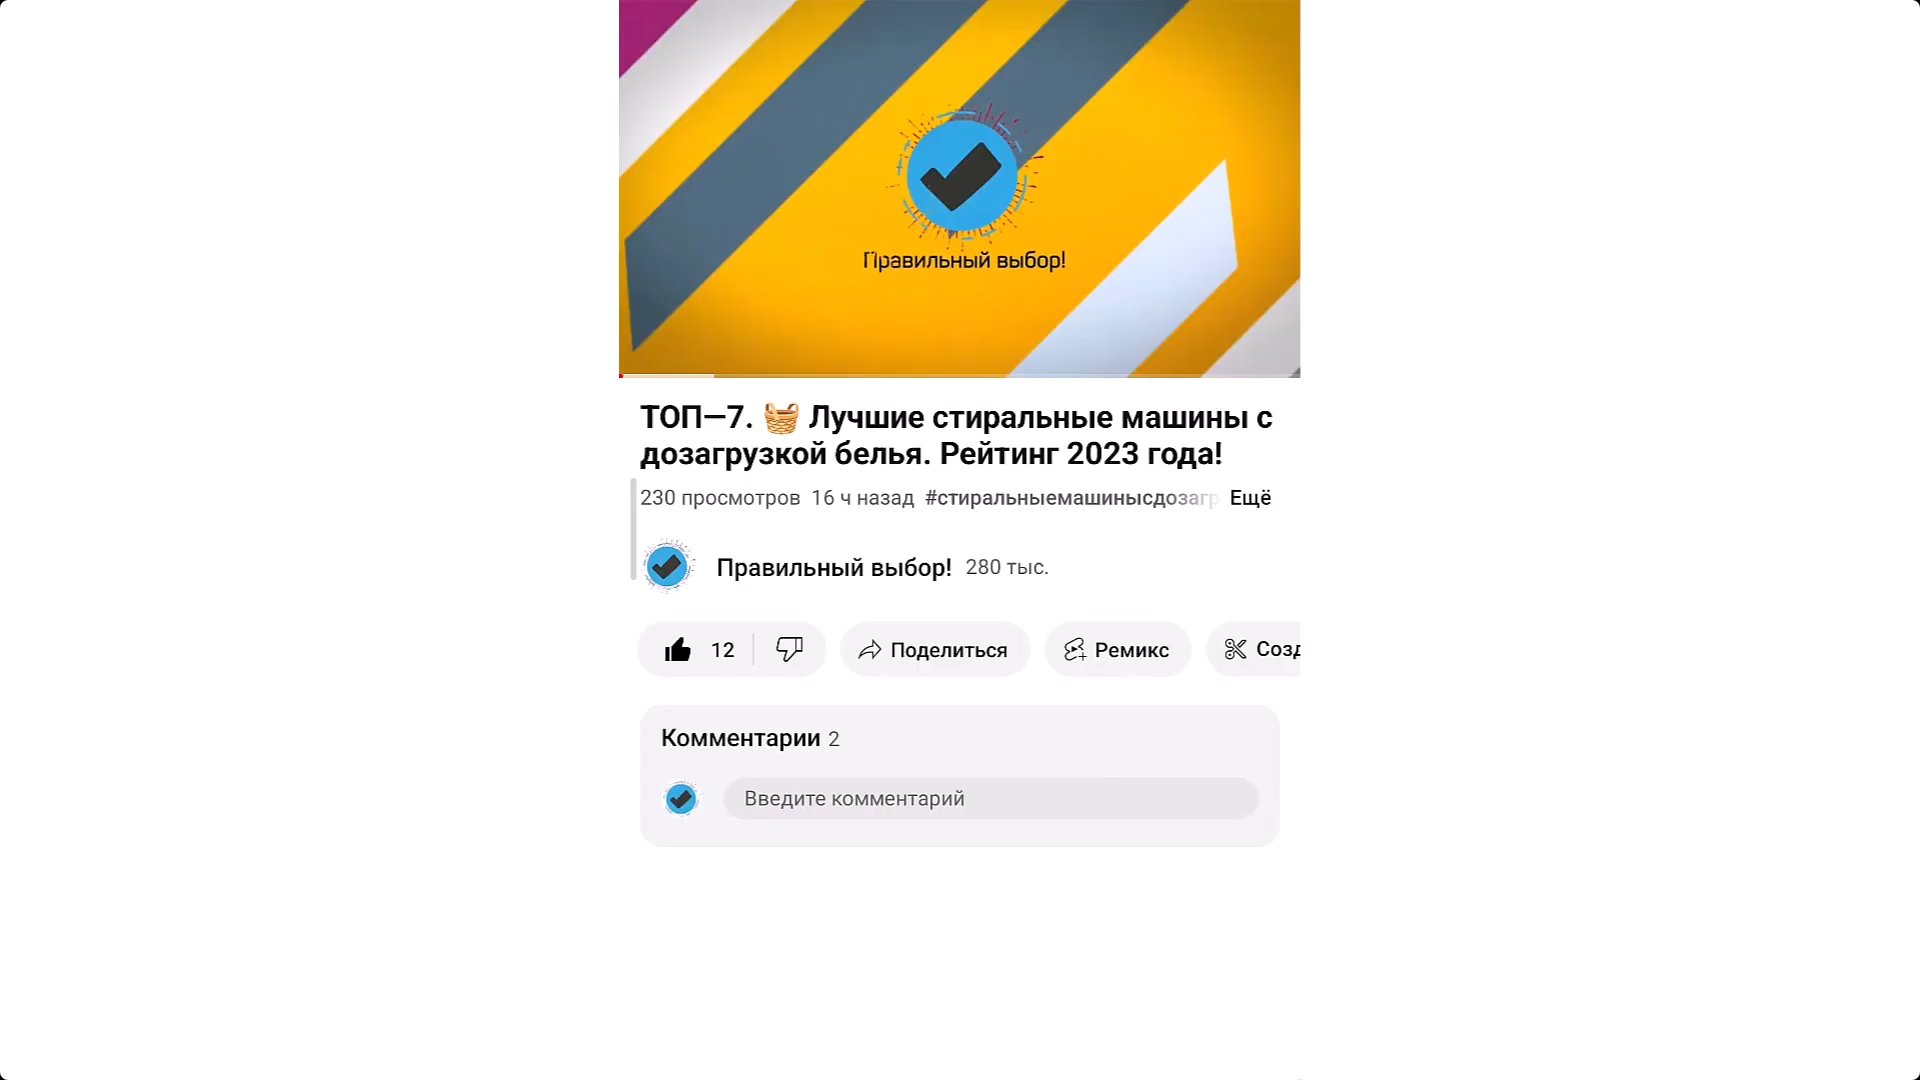 Правильный выбор!
ТОП—7. 🧺 Лучшие стиральные машины с
дозагрузкой белья. Рейтинг 2023 года!
230 просмотров 16 ч назад #стиральныемашинысдозагр Ещё
Правильный выбор! 280 тыс.
12 Поделиться Ремикс Созд
Комментарии 2
Введите комментарий